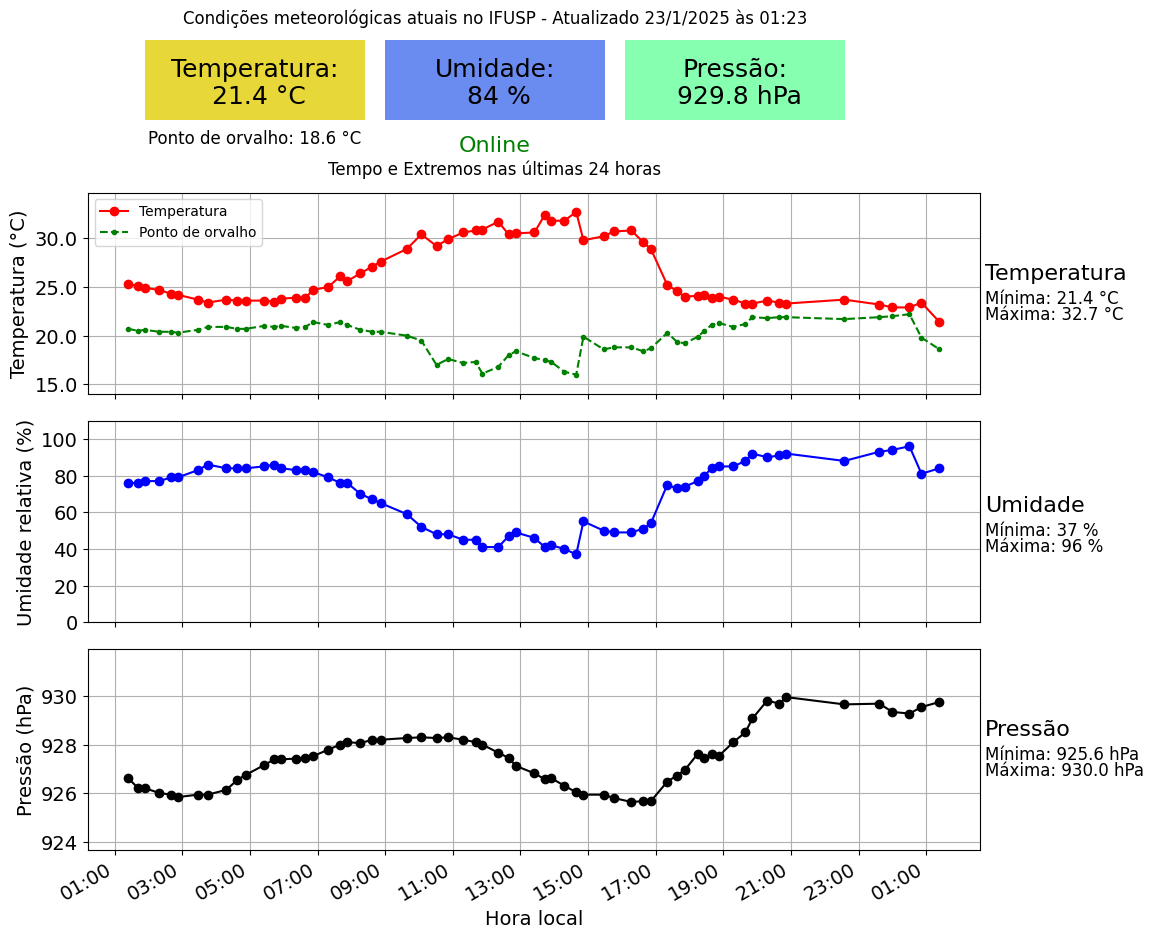 Condições meteorológicas atuais no IFUSP - Atualizado 23/1/2025 às 01:23
Temperatura:
21.4 °C
Umidade:
84 %
Pressão:
929.8 hPa
Ponto de orvalho: 18.6 °C
Online
Tempo e Extremos nas últimas 24 horas
Temperatura (°C)
30.0
25.0
20.0
15.0
Temperatura
Ponto de orvalho
Temperatura
Mínima: 21.4 °C
Máxima: 32.7 °C
Umidade relativa (%)
100
80
60
40
20
0
Umidade
Mínima: 37 %
Máxima: 96 %
Pressão (hPa)
930
928
926
924
Pressão
Mínima: 925.6 hPa
Máxima: 930.0 hPa
01:00
03:00
05:00
07:00
09:00
11:00
13:00
15:00
17:00
19:00
21:00
23:00
01:00
Hora local